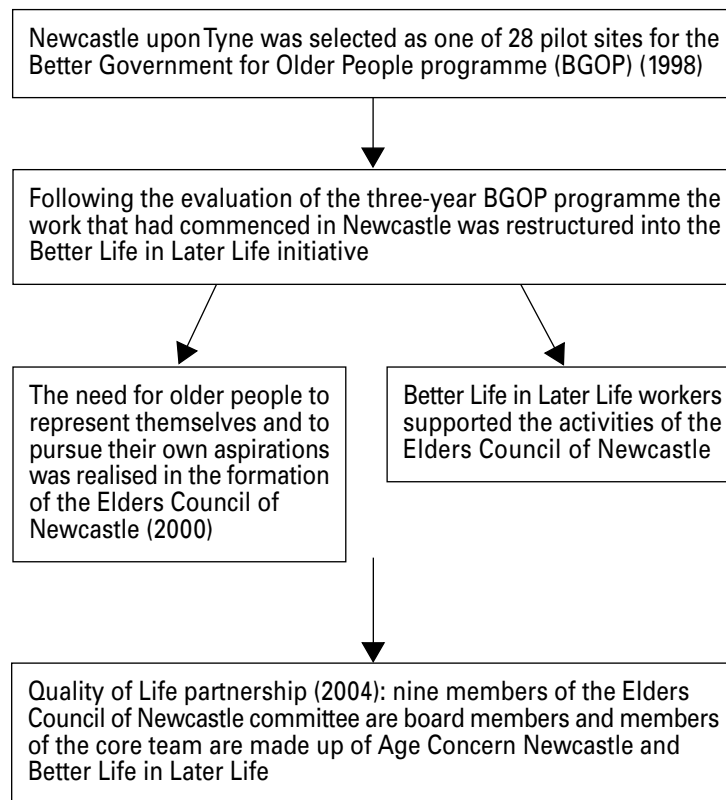 Newcastle upon Tyne was selected as one of 28 pilot sites for the
Better Government for Older People programme (BGOP) (1998)
Following the evaluation of the three-year BGOP programme the
work that had commenced in Newcastle was restructured into the
Better Life in Later Life initiative
The need for older people to
represent themselves and to
pursue their own aspirations
was realised in the formation
of the Elders Council of
Newcastle (2000)
Better Life in Later Life workers
supported the activities of the
Elders Council of Newcastle
Quality of Life partnership (2004): nine members of the Elders
Council of Newcastle committee are board members and members
of the core team are made up of Age Concern Newcastle and
Better Life in Later Life